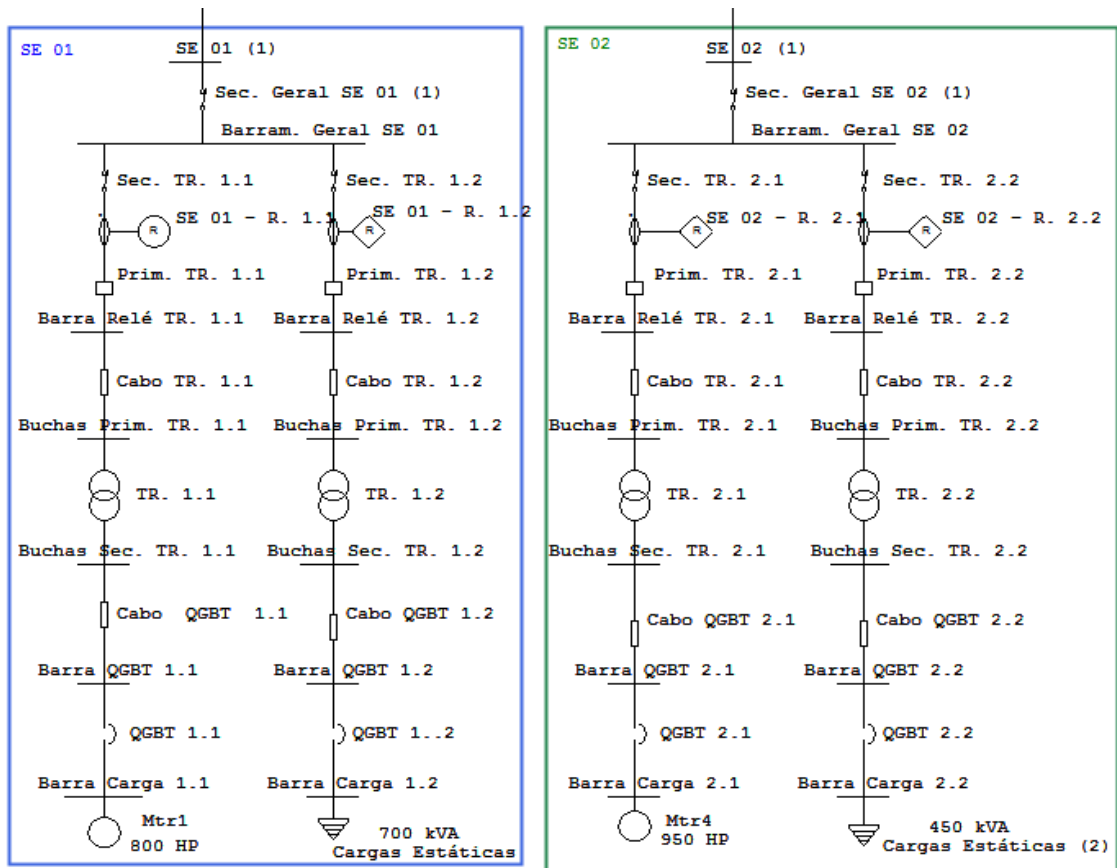 SE 01
SE 01 (1)
Sec. Geral SE 01 (1)
Barram. Geral SE 01
Sec. TR. 1.1
Sec. TR. 1.2
R
SE 01 - R. 1.1
R
SE 01 - R. 1.2
Prim. TR. 1.1
Prim. TR. 1.2
Barra Relé TR. 1.1
Barra Relé TR. 1.2
Cabo TR. 1.1
Cabo TR. 1.2
Buchas Prim. TR. 1.1
Buchas Prim. TR. 1.2
TR. 1.1
TR. 1.2
Buchas Sec. TR. 1.1
Buchas Sec. TR. 1.2
Cabo QGBT 1.1
Cabo QGBT 1.2
Barra QGBT 1.1
Barra QGBT 1.2
QGBT 1.1
QGBT 1..2
Barra Carga 1.1
Barra Carga 1.2
Mtr1
800 HP
700 kVA
Cargas Estáticas
SE 02
SE 02 (1)
Sec. Geral SE 02 (1)
Barram. Geral SE 02
Sec. TR. 2.1
Sec. TR. 2.2
R
SE 02 - R. 2.1
R
SE 02 - R. 2.2
Prim. TR. 2.1
Prim. TR. 2.2
Barra Relé TR. 2.1
Barra Relé TR. 2.2
Cabo TR. 2.1
Cabo TR. 2.2
Buchas Prim. TR. 2.1
Buchas Prim. TR. 2.2
TR. 2.1
TR. 2.2
Buchas Sec. TR. 2.1
Buchas Sec. TR. 2.2
Cabo QGBT 2.1
Cabo QGBT 2.2
Barra QGBT 2.1
Barra QGBT 2.2
QGBT 2.1
QGBT 2.2
Barra Carga 2.1
Barra Carga 2.2
Mtr4
950 HP
450 kVA
Cargas Estáticas (2)